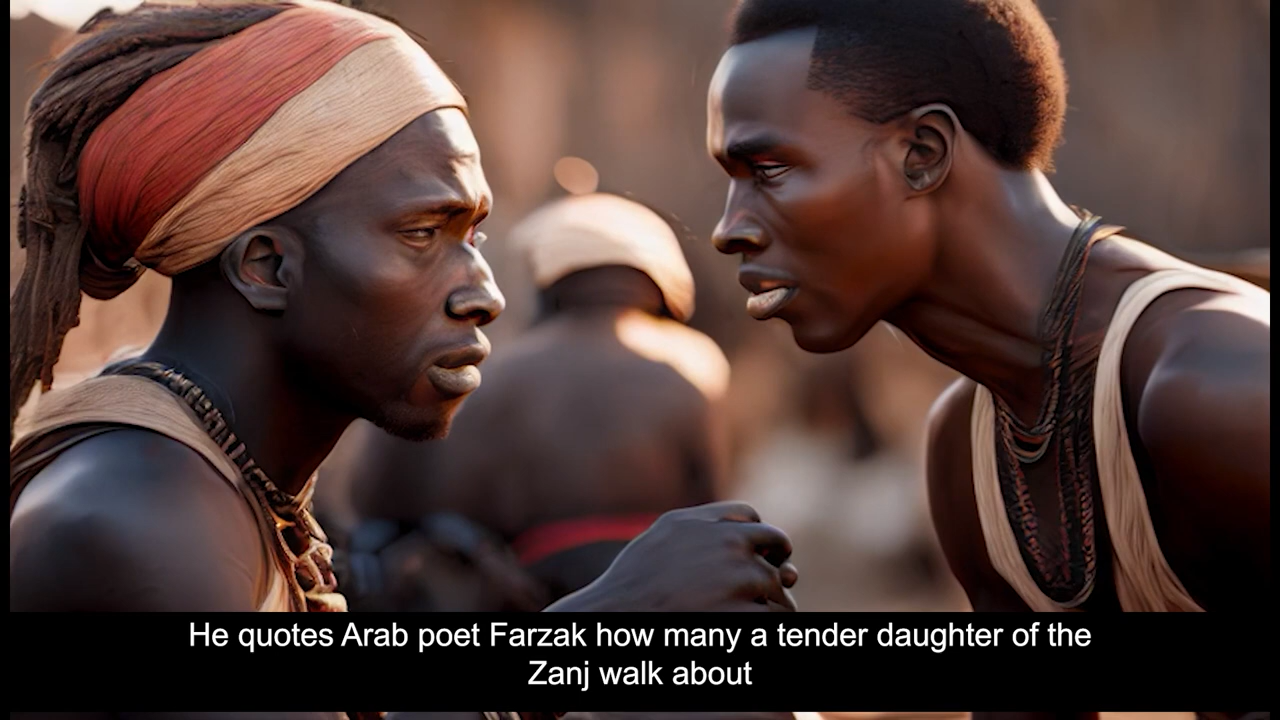 He quotes Arab poet Farzak how many a tender daughter of the
Zanj walk about